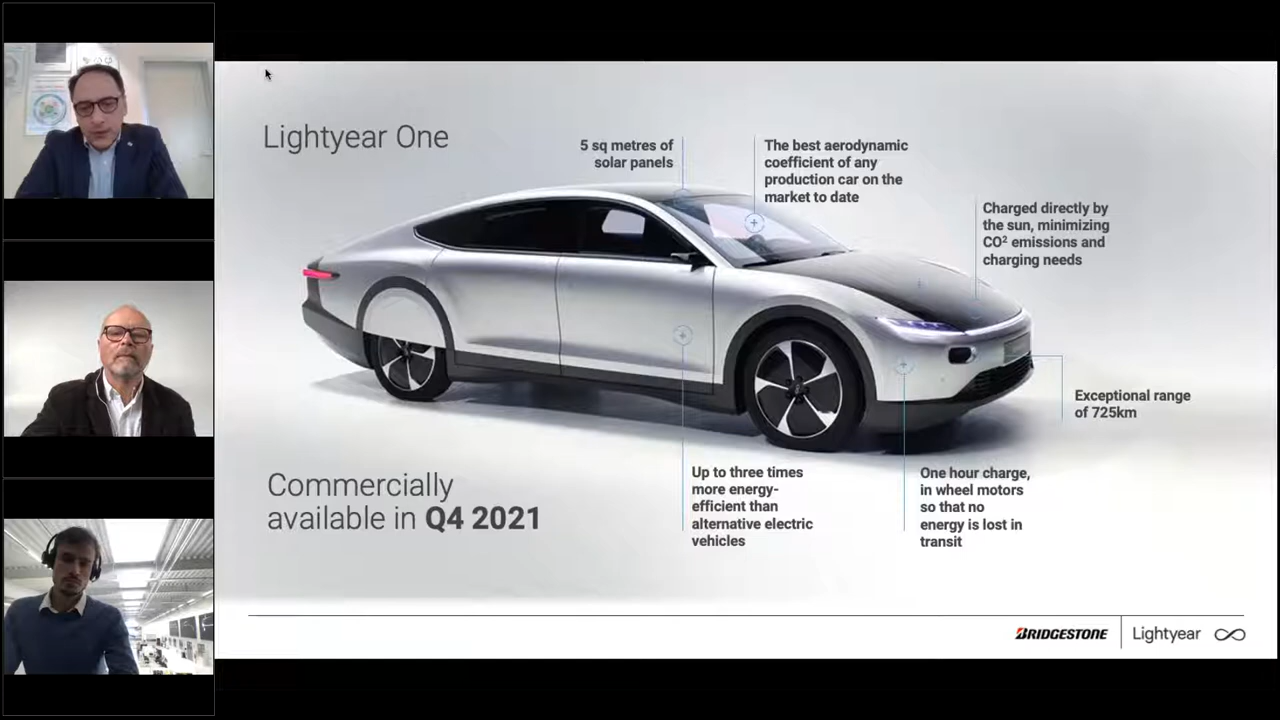 Lightyear One
5 sq metres of
solar panels
The best aerodynamic
coefficient of any
production car on the
market to date
Charged directly by
the sun, minimizing
CO² emissions and
charging needs
Exceptional range
of 725km
Commercially
available in Q4 2021
Up to three times
more energy-
efficient than
alternative electric
vehicles
One hour charge,
in wheel motors
so that no
energy is lost in
transit
BRIDGESTONE
Lightyear